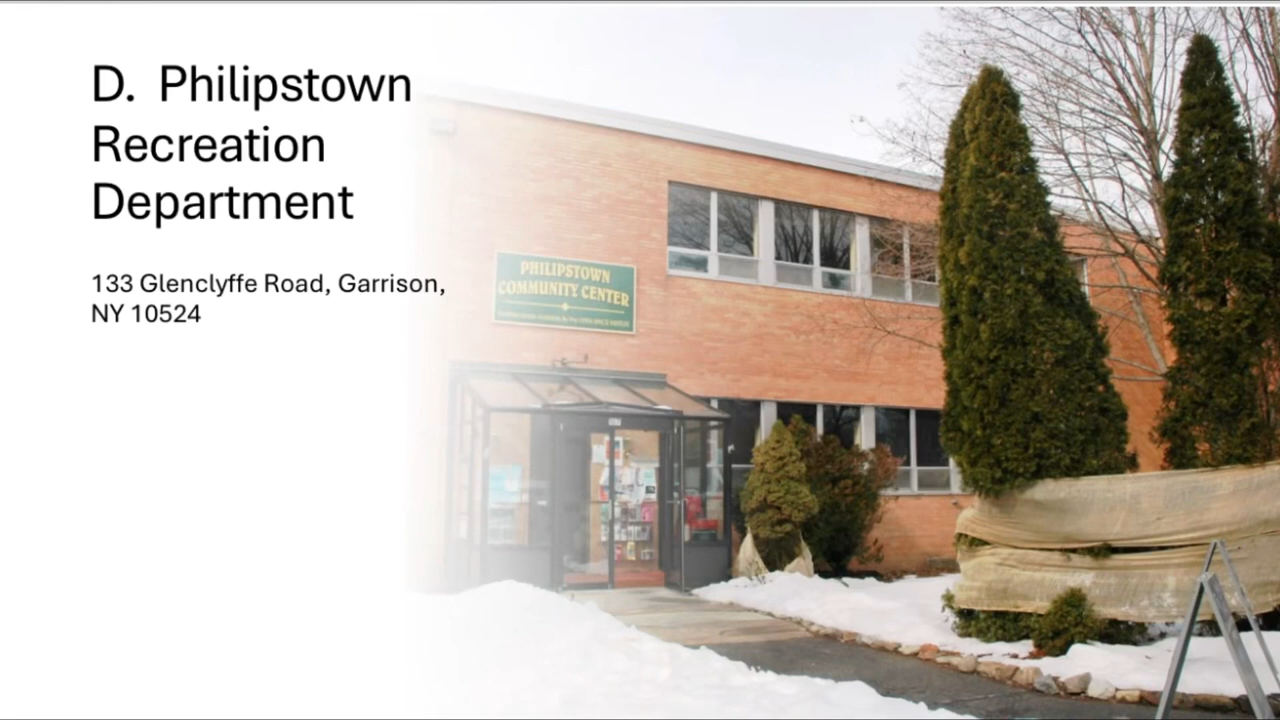 D. Philipstown
Recreation
Department
133 Glenclyffe Road, Garrison,
NY 10524
PHILIPSTOWN
COMMUNITY CENTER